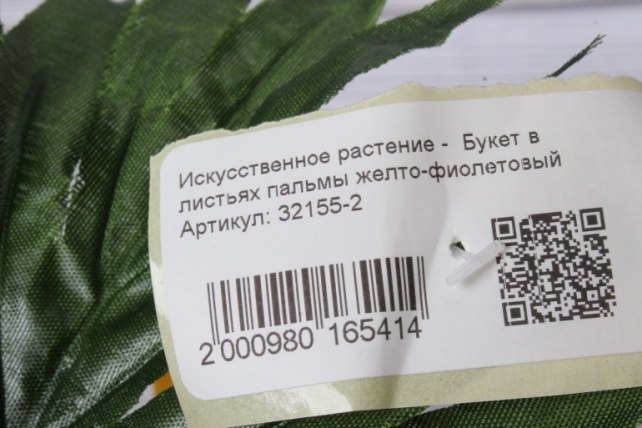 Искусственное растение - Букет в
листьях пальмы желто-фиолетовый
Артикул: 32155-2
2 000980 165414